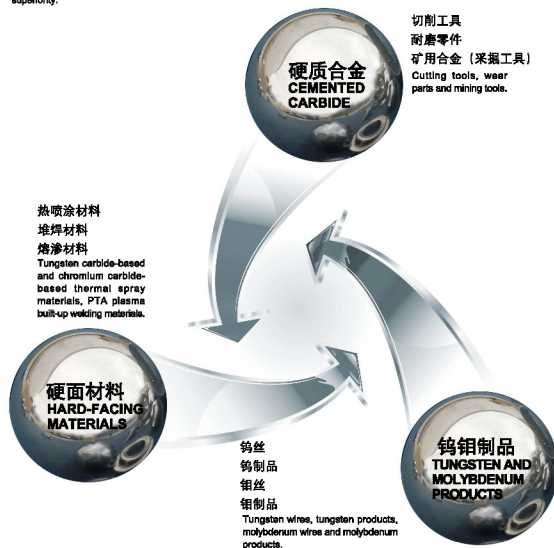 superiority.
硬质合金
CEMENTED
CARBIDE
切削工具
耐磨零件
矿用合金（采掘工具）
Cutting tools, wear
parts and mining tools.
热喷涂材料
堆焊材料
熔渗材料
Tungsten carbide-based
and chromium carbide-
based thermal spray
materials, PTA plasma
built-up welding materials.
硬面材料
HARD-FACING
MATERIALS
钨丝
钨制品
钼丝
钼制品
Tungsten wires, tungsten products,
molybdenum wires and molybdenum
products.
钨钼制品
TUNGSTEN AND
MOLYBDENUM
PRODUCTS